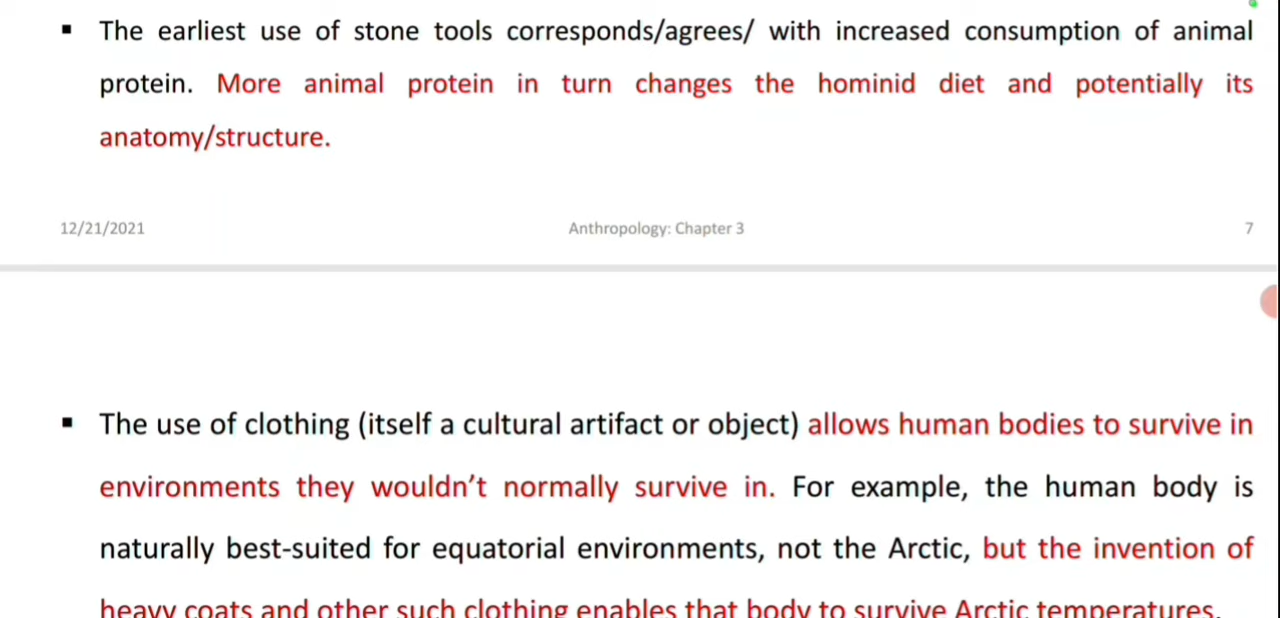 ▪ The earliest use of stone tools corresponds/agrees/ with increased consumption of animal
protein. More animal protein in turn changes the hominid diet and potentially its
anatomy/structure.
12/21/2021 Anthropology: Chapter 3 7
▪ The use of clothing (itself a cultural artifact or object) allows human bodies to survive in
environments they wouldn’t normally survive in. For example, the human body is
naturally best-suited for equatorial environments, not the Arctic, but the invention of
heavy coats and other such clothing enables that body to survive Arctic temperatures.